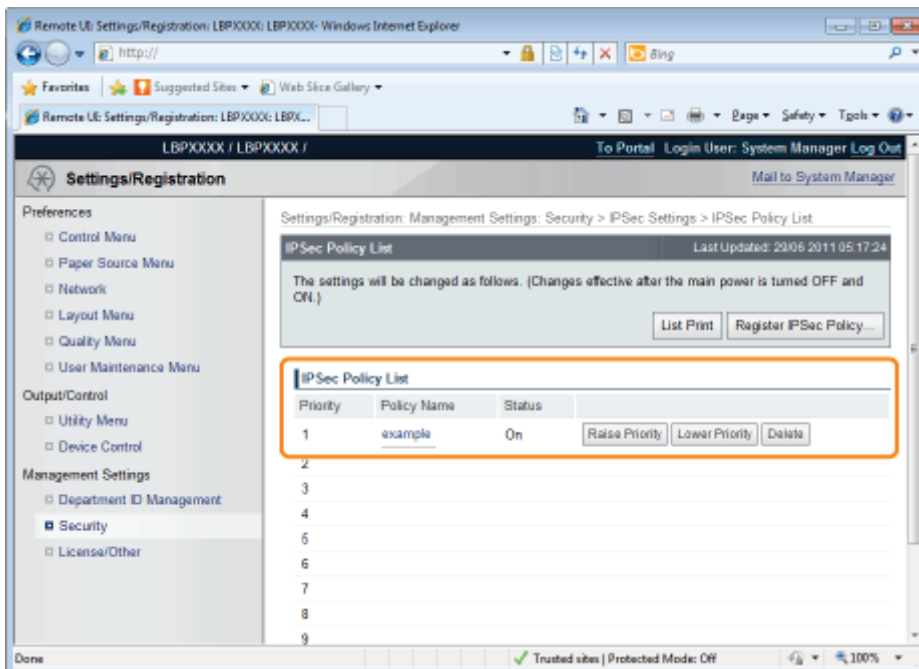 Remote UI: Settings/Registration: LBPXXXX: LBPXXXX- Windows Internet Explorer
http://
Bing
Favorites Suggested Sites Web Slice Gallery
Remote UI: Settings/Registration: LBPXXXX: LBPX... Page Safety Tools
LBPXXXX / LBPXXXX / To Portal Login User: System Manager Log Out
Settings/Registration Mail to System Manager
Preferences
Control Menu
Paper Source Menu
Network
Layout Menu
Quality Menu
User Maintenance Menu
Output/Control
Utility Menu
Device Control
Management Settings
Department ID Management
Security
License/Other
Settings/Registration: Management Settings: Security > IPSec Settings > IPSec Policy List
IPSec Policy List Last Updated: 29/06 2011 05:17:24
The settings will be changed as follows. (Changes effective after the main power is turned OFF and
ON.)
List Print Register IPSec Policy...
IPSec Policy List
Priority Policy Name Status
1 example On Raise Priority Lower Priority Delete
2
3
4
5
6
7
8
9
Done Trusted sites | Protected Mode: Off 100%